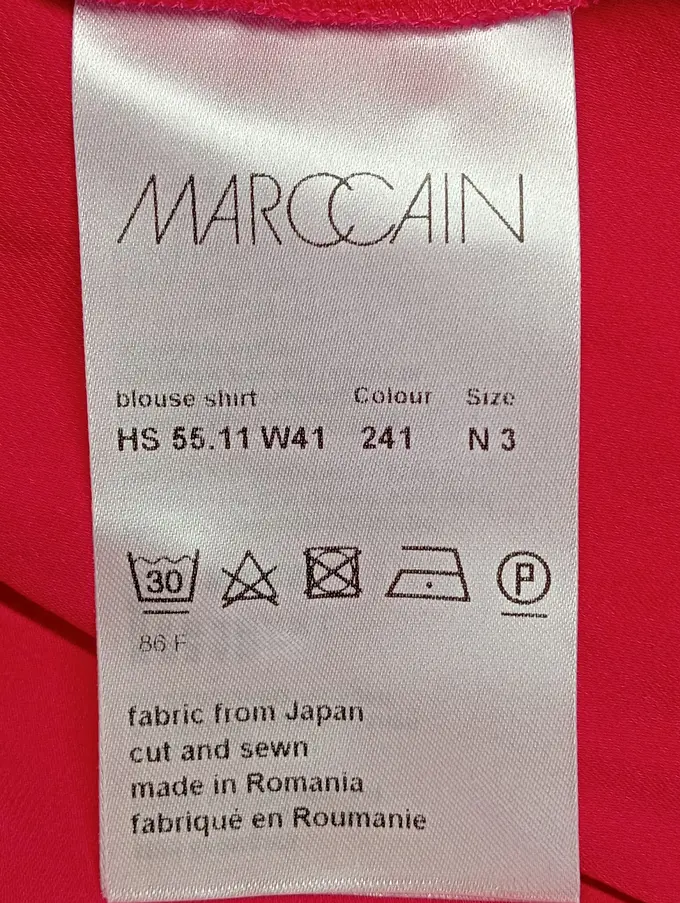 MARCCAIN
blouse shirt Colour Size
HS 55.11 W41 241 N 3
30 P
86 F
fabric from Japan
cut and sewn
made in Romania
fabriqué en Roumanie